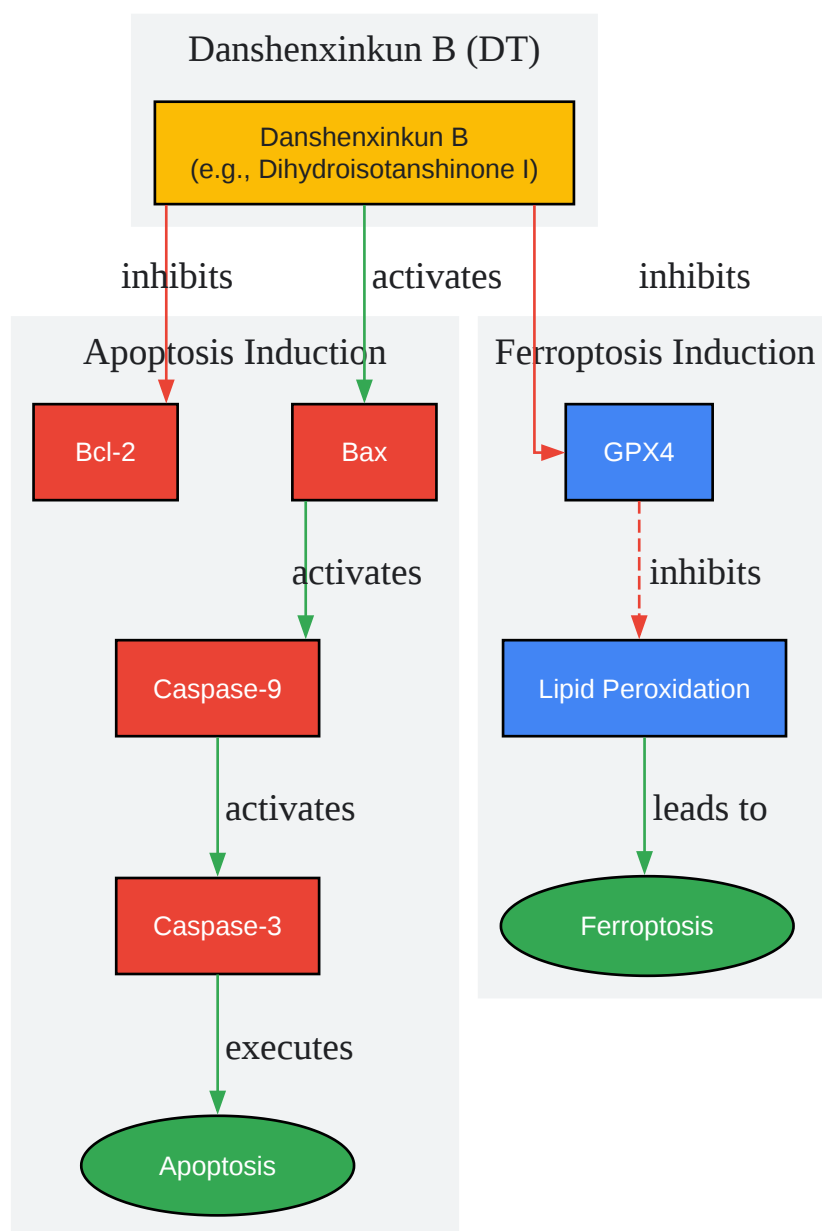 Danshenxinkun B (DT)
Danshenxinkun B
(e.g., Dihydroisotanshinone I)
inhibits
activates
inhibits
Apoptosis Induction
Ferroptosis Induction
Bcl-2
Bax
GPX4
activates
inhibits
Caspase-9
Lipid Peroxidation
activates
leads to
Caspase-3
Ferroptosis
executes
Apoptosis